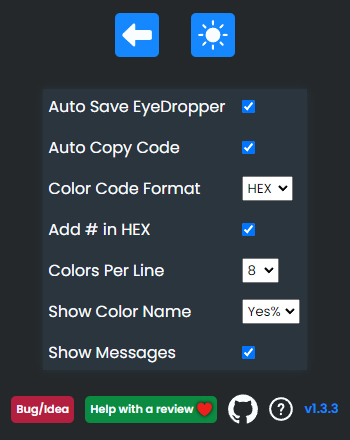 Auto Save EyeDropper
Auto Copy Code
Color Code Format HEX
Add # in HEX
Colors Per Line 8
Show Color Name Yes%
Show Messages
Bug/Idea Help with a review ❤️ ? v1.3.3